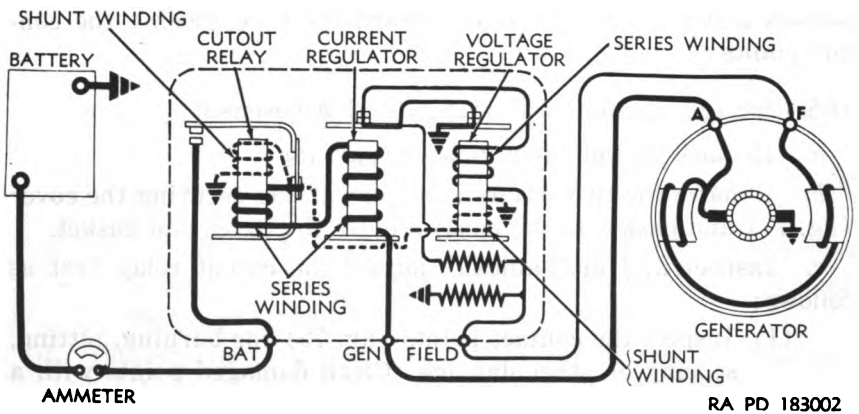 SHUNT WINDING
BATTERY
CUTOUT
RELAY
CURRENT
REGULATOR
VOLTAGE
REGULATOR
SERIES WINDING
A
F
SERIES
WINDING
BAT
GEN
FIELD
GENERATOR
SHUNT
WINDING
AMMETER
RA PD 183002